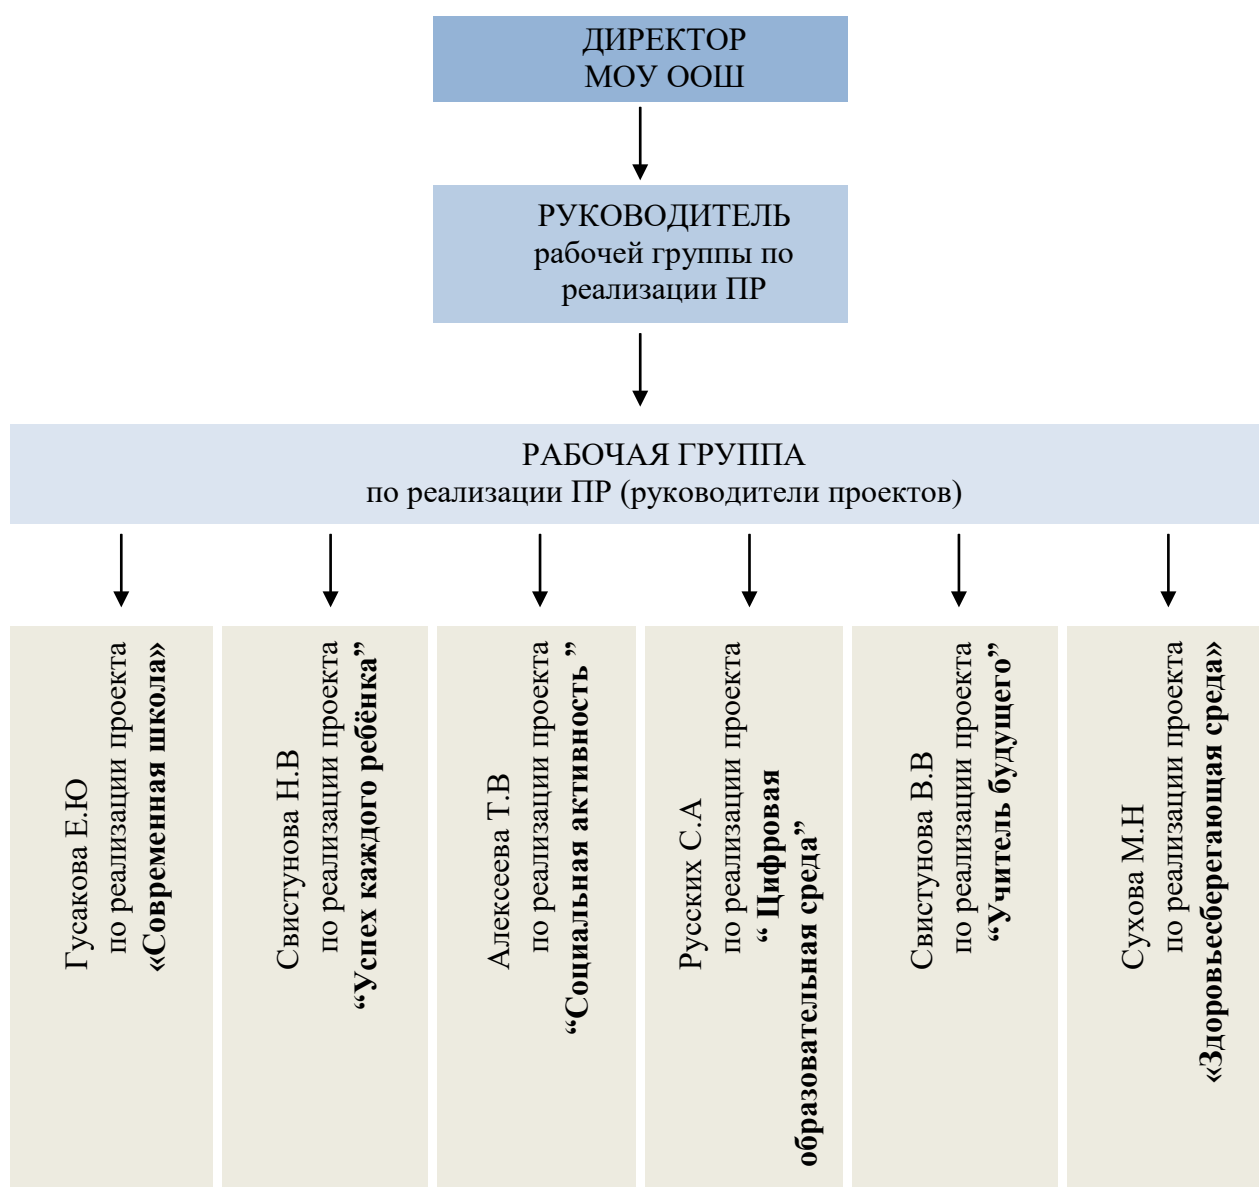 ДИРЕКТОР
МОУ ООШ
РУКОВОДИТЕЛЬ
рабочей группы по
реализации ПР
РАБОЧАЯ ГРУППА
по реализации ПР (руководители проектов)
Гусакова Е.Ю
по реализации проекта
«Современная школа»
Свистунова Н.В
по реализации проекта
“Успех каждого ребёнка”
Алексеева Т.В
по реализации проекта
“Социальная активность ”
Русских С.А
по реализации проекта
“ Цифровая
образовательная среда”
Свистунова В.В
по реализации проекта
“Учитель будущего”
Сухова М.Н
по реализации проекта
«Здоровьесберегающая среда»